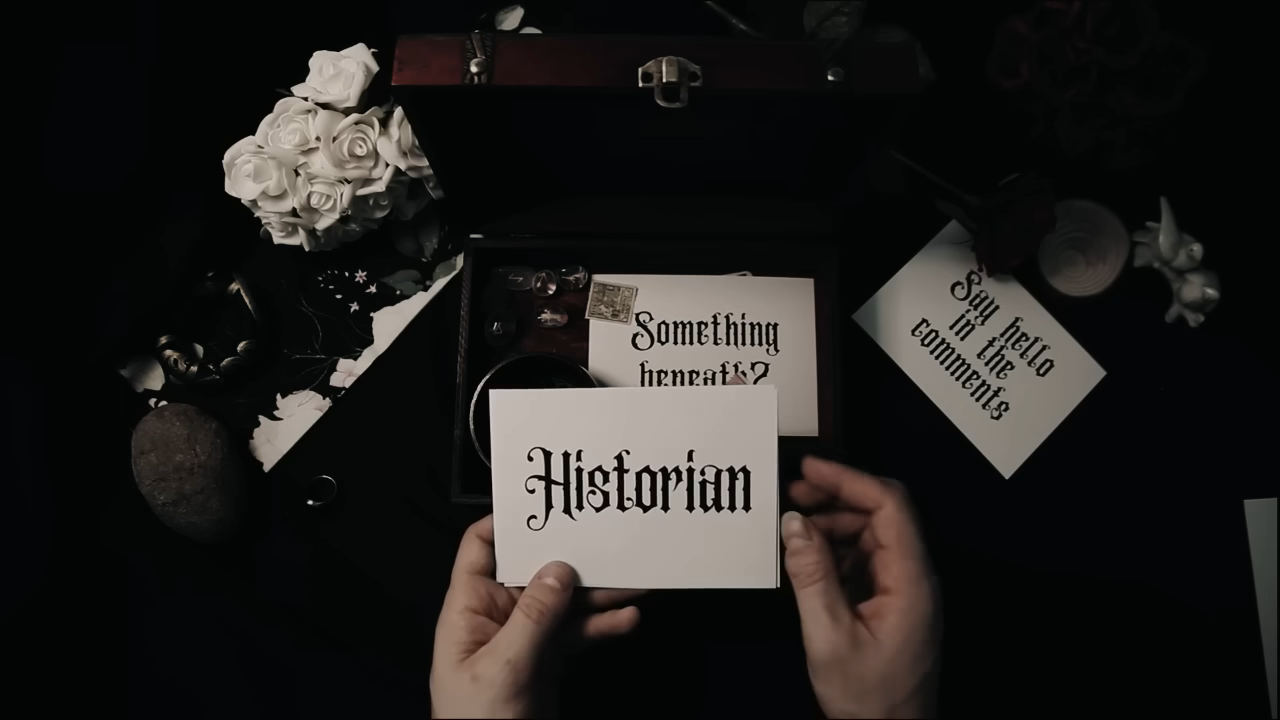 Something
beneath?
Historian
Say hello
in the
comments